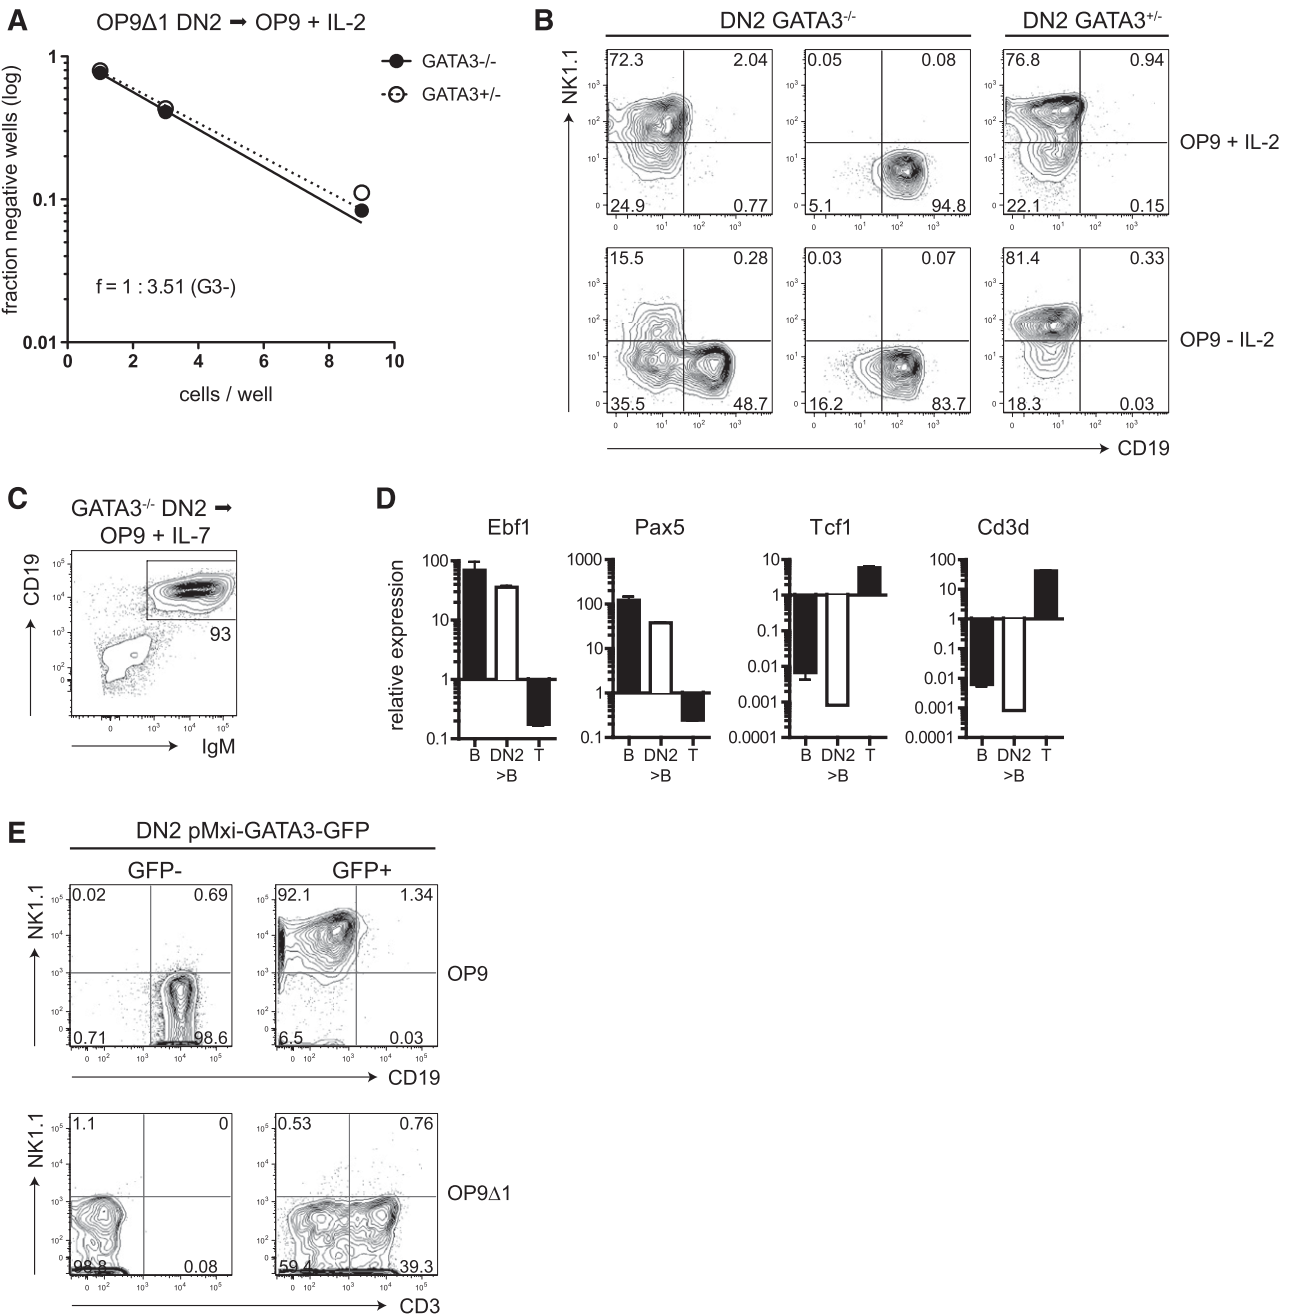 A
OP9Δ1 DN2 ➡ OP9 + IL-2
fraction negative wells (log)
1
0.1
0.01
0 2 4 6 8 10
cells / well
f = 1 : 3.51 (G3-)
GATA3-/-
GATA3+/-
B
DN2 GATA3-/-
DN2 GATA3+/-
NK1.1
72.3 2.04
24.9 0.77
0.05 0.08
5.1 94.8
76.8 0.94
22.1 0.15
OP9 + IL-2
15.5 0.28
35.5 48.7
0.03 0.07
16.2 83.7
81.4 0.33
18.3 0.03
OP9 - IL-2
CD19
C
GATA3-/- DN2 ➡
OP9 + IL-7
CD19
93
IgM
D
relative expression
Ebf1
100
10
1
0.1
B DN2 T
>B
Pax5
1000
100
10
1
0.1
B DN2 T
>B
Tcf1
10
1
0.1
0.01
0.001
0.0001
B DN2 T
>B
Cd3d
100
10
1
0.1
0.01
0.001
0.0001
B DN2 T
>B
E
DN2 pMxi-GATA3-GFP
GFP-
GFP+
NK1.1
0.02 0.69
0.71 98.6
92.1 1.34
6.5 0.03
OP9
CD19
NK1.1
1.1 0
98.8 0.08
0.53 0.76
59.4 39.3
OP9Δ1
CD3